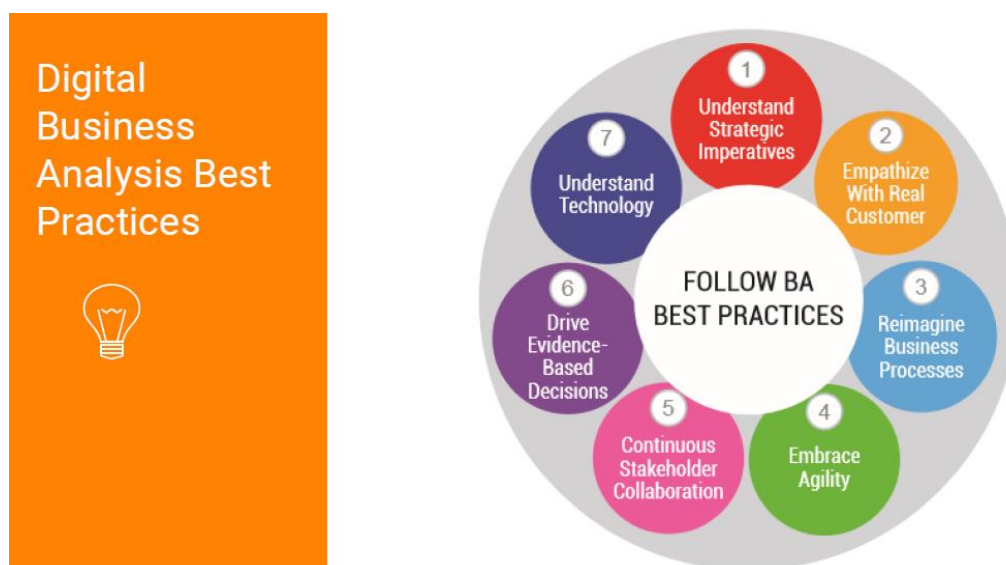 Digital
Business
Analysis Best
Practices
1
Understand
Strategic
Imperatives
2
Empathize
With Real
Customer
3
Reimagine
Business
Processes
4
Embrace
Agility
5
Continuous
Stakeholder
Collaboration
6
Drive
Evidence-
Based
Decisions
7
Understand
Technology
FOLLOW BA
BEST PRACTICES